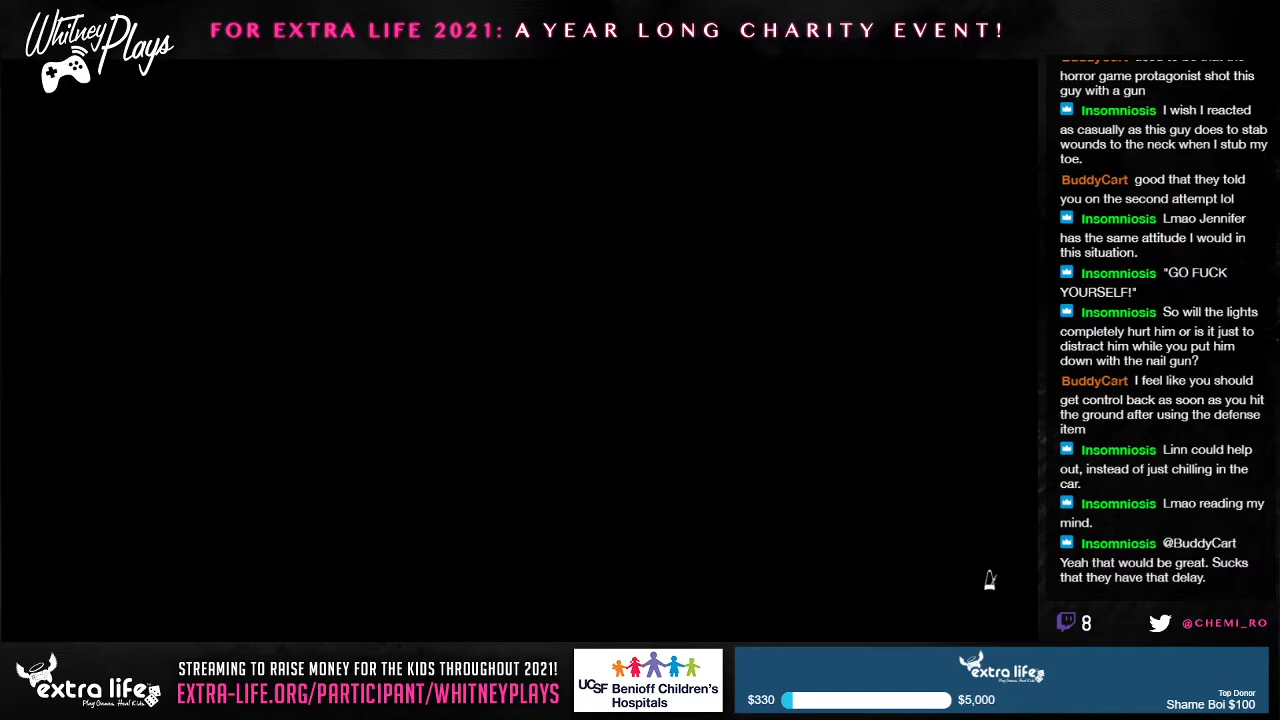 Whitney Plays
FOR EXTRA LIFE 2021: A YEAR LONG CHARITY EVENT!
horror game protagonist shot this
guy with a gun
Insomniosis I wish I reacted
as casually as this guy does to stab
wounds to the neck when I stub my
toe.
BuddyCart good that they told
you on the second attempt lol
Insomniosis Lmao Jennifer
has the same attitude I would in
this situation.
Insomniosis "GO FUCK
YOURSELF!"
Insomniosis So will the lights
completely hurt him or is it just to
distract him while you put him
down with the nail gun?
BuddyCart I feel like you should
get control back as soon as you hit
the ground after using the defense
item
Insomniosis Linn could help
out, instead of just chilling in the
car.
Insomniosis Lmao reading my
mind.
Insomniosis @BuddyCart
Yeah that would be great. Sucks
that they have that delay.
8 @CHEMI_RO
extra life
Play Games. Heal Kids.
STREAMING TO RAISE MONEY FOR THE KIDS THROUGHOUT 2021!
EXTRA-LIFE.ORG/PARTICIPANT/WHITNEYPLAYS
UCSF Benioff Children's
Hospitals
extra life
Play Games. Heal Kids.
$330 $5,000
Top Donor
Shame Boi $100